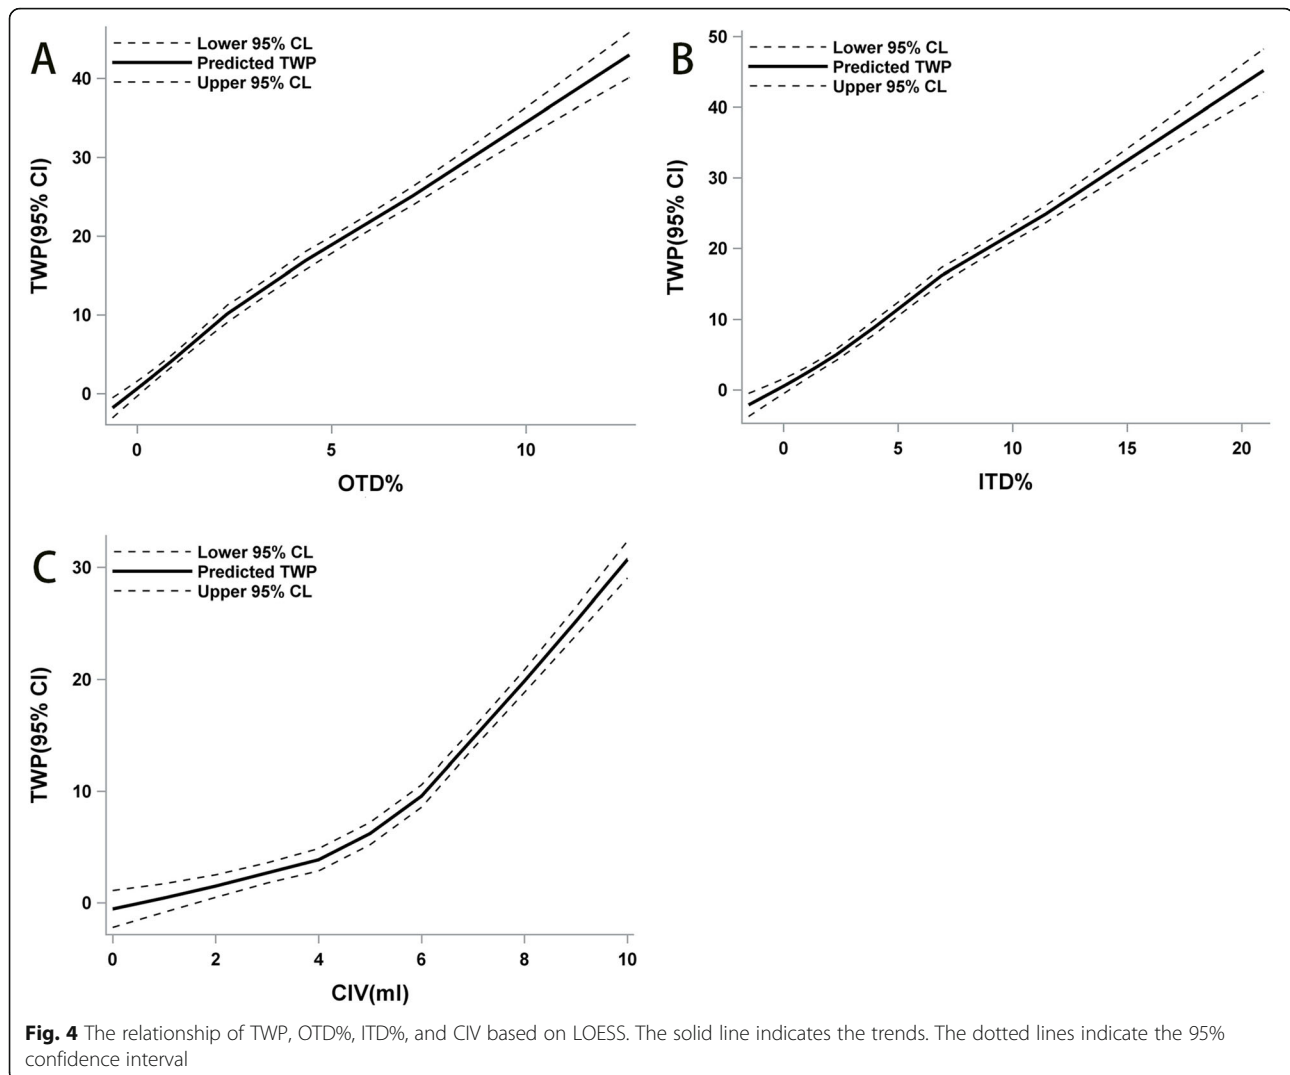 A
Lower 95% CL
Predicted TWP
Upper 95% CL
TWP(95% CI)
40
30
20
10
0
0
5
10
OTD%
B
Lower 95% CL
Predicted TWP
Upper 95% CL
TWP(95% CI)
50
40
30
20
10
0
0
5
10
15
20
ITD%
C
Lower 95% CL
Predicted TWP
Upper 95% CL
TWP(95% CI)
30
20
10
0
0
2
4
6
8
10
CIV(ml)
Fig. 4 The relationship of TWP, OTD%, ITD%, and CIV based on LOESS. The solid line indicates the trends. The dotted lines indicate the 95%
confidence interval